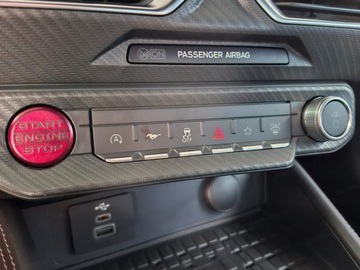 ON PASSENGER AIRBAG
START
ENGINE
STOP
OFF